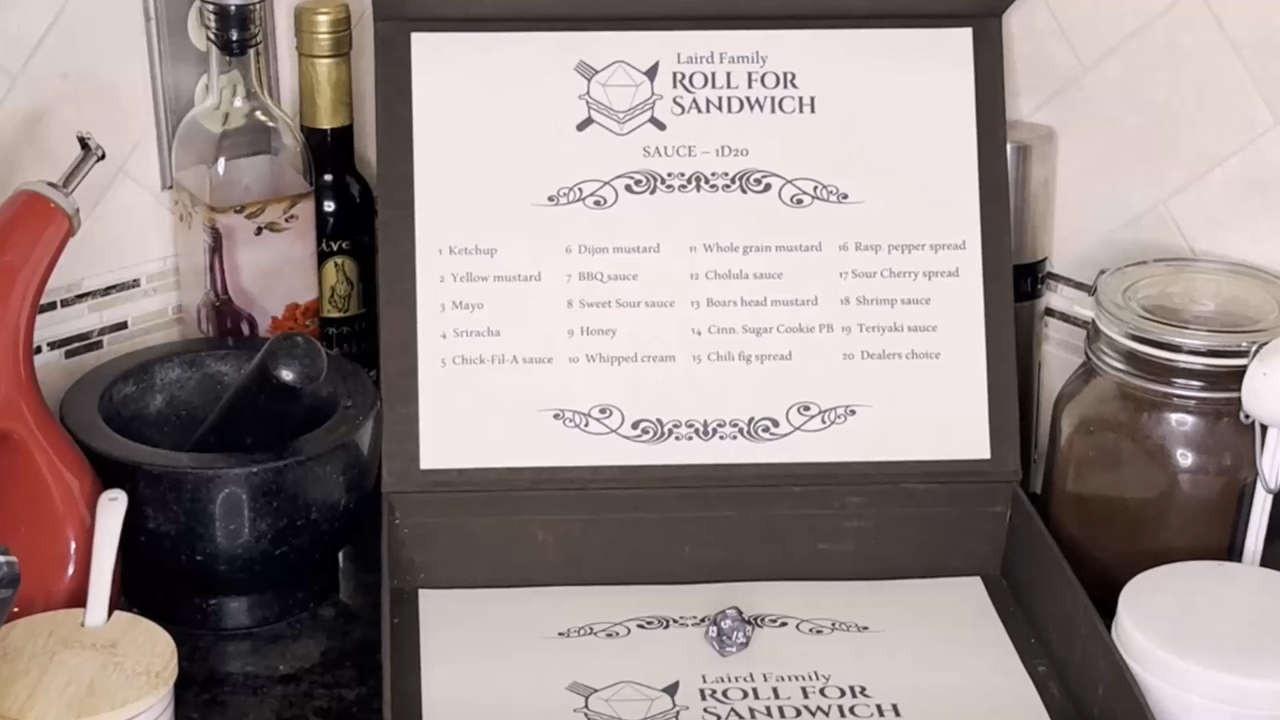 Laird Family
ROLL FOR
SANDWICH
SAUCE – 1D20
1 Ketchup
2 Yellow mustard
3 Mayo
4 Sriracha
5 Chick-Fil-A sauce
6 Dijon mustard
7 BBQ sauce
8 Sweet Sour sauce
9 Honey
10 Whipped cream
11 Whole grain mustard
12 Cholula sauce
13 Boars head mustard
14 Cinn. Sugar Cookie PB
15 Chili fig spread
16 Rasp. pepper spread
17 Sour Cherry spread
18 Shrimp sauce
19 Teriyaki sauce
20 Dealers choice
15
Laird Family
ROLL FOR
SANDWICH